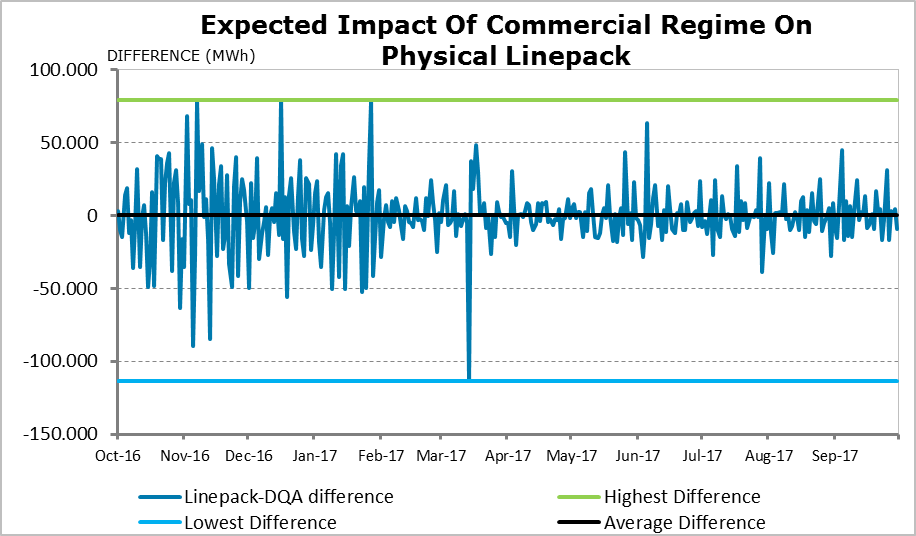 Expected Impact Of Commercial Regime On
Physical Linepack
DIFFERENCE (MWh)
100.000
50.000
0
-50.000
-100.000
-150.000
Oct-16 Nov-16 Dec-16 Jan-17 Feb-17 Mar-17 Apr-17 May-17 Jun-17 Jul-17 Aug-17 Sep-17
Linepack-DQA difference Highest Difference
Lowest Difference Average Difference